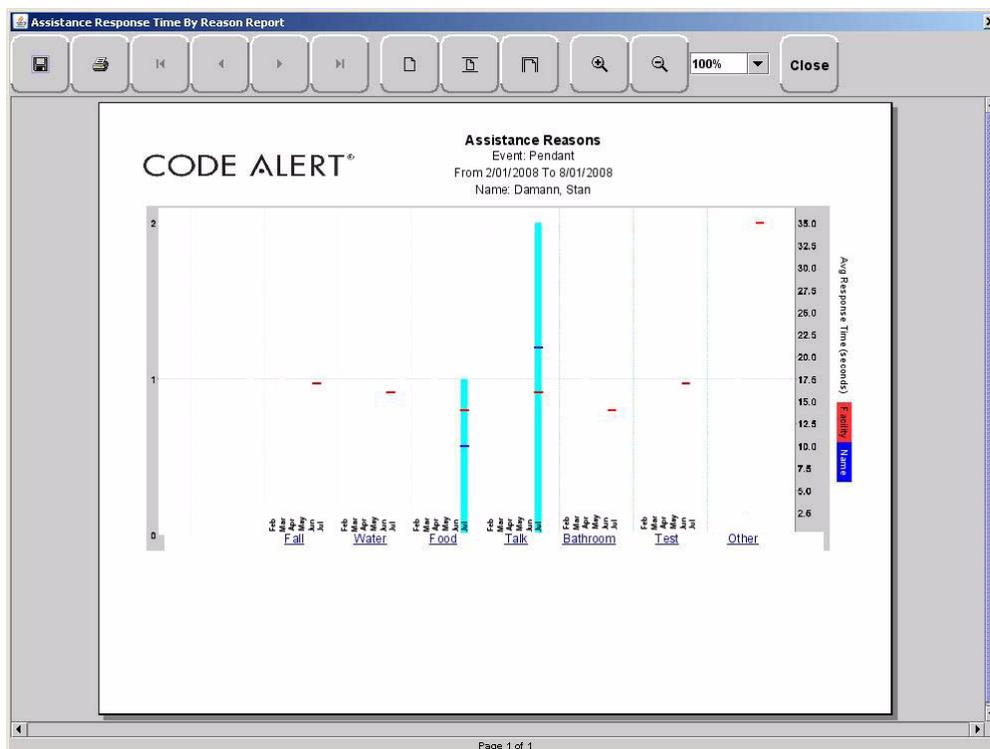 Assistance Response Time By Reason Report
100%
Close
CODE ALERT®
Assistance Reasons
Event: Pendant
From 2/01/2008 To 8/01/2008
Name: Damann, Stan
2
1
0
35.0
32.5
30.0
27.5
25.0
22.5
20.0
17.5
15.0
12.5
10.0
7.5
5.0
2.5
Avg Response Time (seconds)
Facility
Name
Feb Mar Apr May Jun Jul
Feb Mar Apr May Jun Jul
Feb Mar Apr May Jun Jul
Feb Mar Apr May Jun Jul
Feb Mar Apr May Jun Jul
Feb Mar Apr May Jun Jul
Fall Water Food Talk Bathroom Test Other
Page 1 of 1